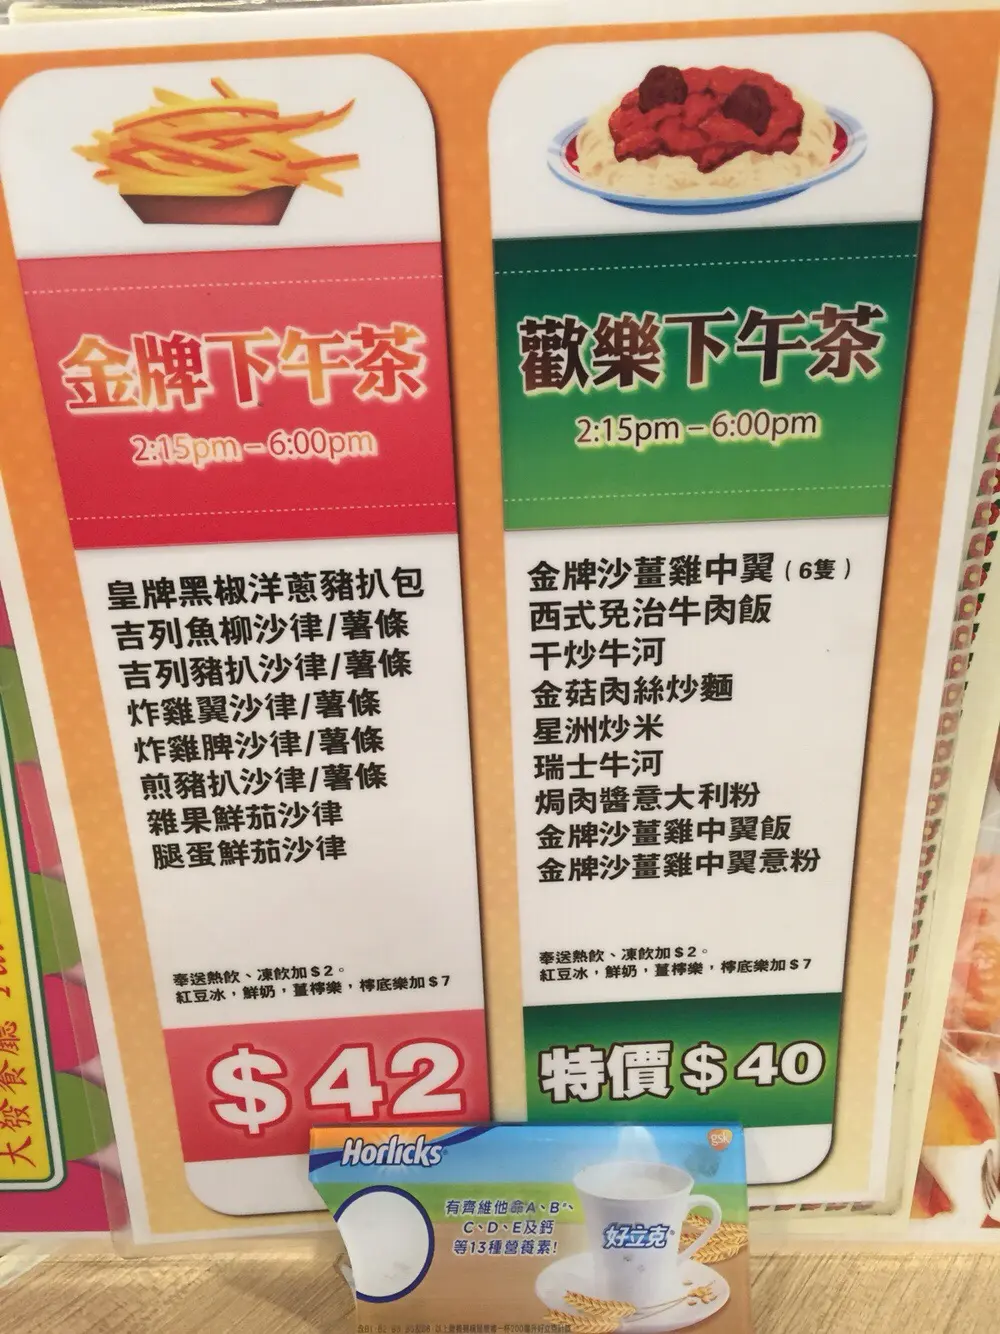 金牌下午茶
2:15pm – 6:00pm
皇牌黑椒洋蔥豬扒包
吉列魚柳沙律/薯條
吉列豬扒沙律/薯條
炸雞翼沙律/薯條
炸雞脾沙律/薯條
煎豬扒沙律/薯條
雜果鮮茄沙律
腿蛋鮮茄沙律
奉送熱飲、凍飲加$2。
紅豆冰，鮮奶，薑檸樂，檸底樂加$7
$42
歡樂下午茶
2:15pm – 6:00pm
金牌沙薑雞中翼（6隻）
西式免治牛肉飯
干炒牛河
金菇肉絲炒麵
星洲炒米
瑞士牛河
焗肉醬意大利粉
金牌沙薑雞中翼飯
金牌沙薑雞中翼意粉
奉送熱飲、凍飲加$2。
紅豆冰，鮮奶，薑檸樂，檸底樂加$7
特價$40
大發餐廳
Horlicks
gsk
有齊維他命A、B、
C、D、E及鈣
等13種營養素!
好立克